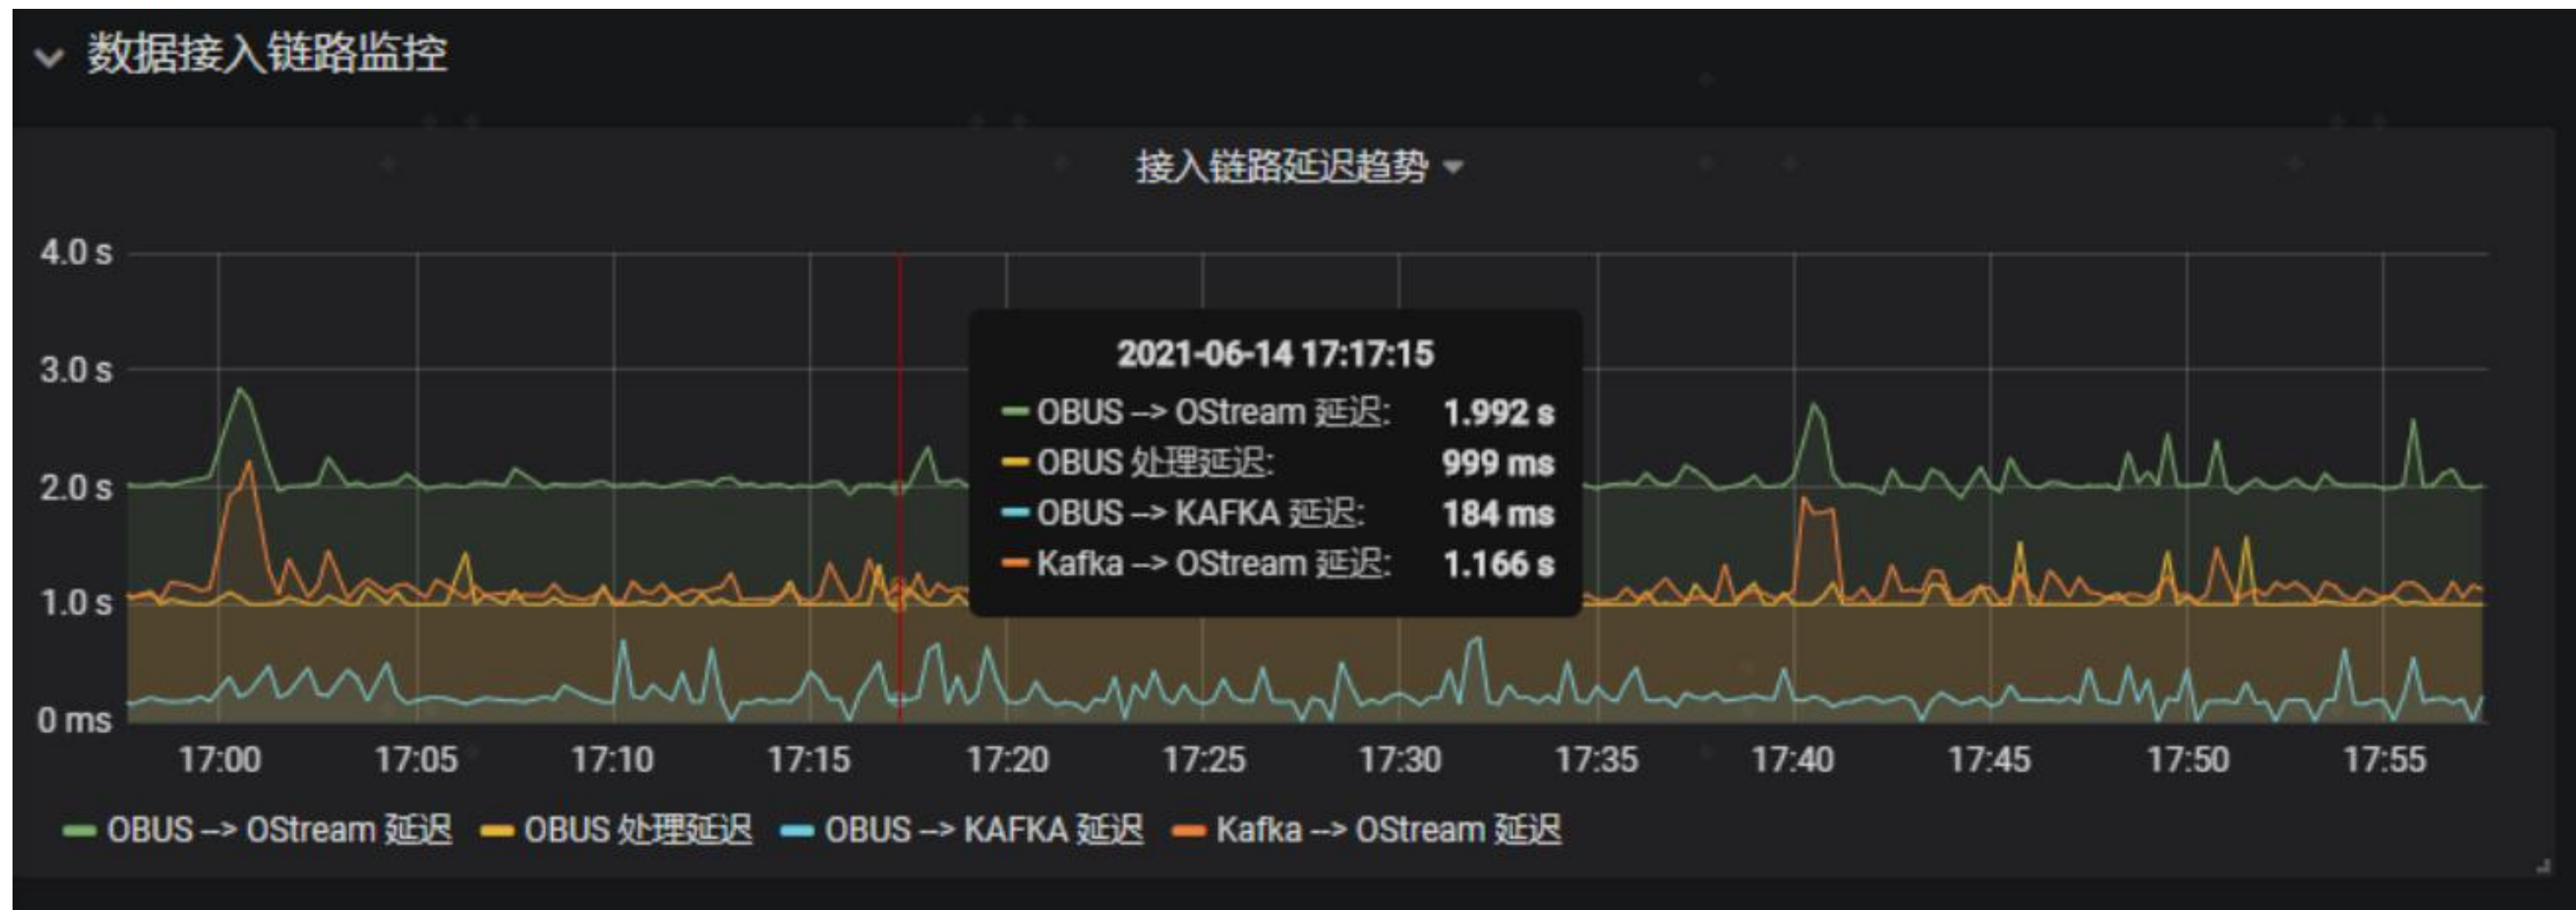 数据接入链路监控
接入链路延迟趋势
4.0 s
3.0 s
2.0 s
1.0 s
0 ms
2021-06-14 17:17:15
OBUS --> OStream 延迟: 1.992 s
OBUS 处理延迟: 999 ms
OBUS --> KAFKA 延迟: 184 ms
Kafka --> OStream 延迟: 1.166 s
17:00 17:05 17:10 17:15 17:20 17:25 17:30 17:35 17:40 17:45 17:50 17:55
OBUS --> OStream 延迟 OBUS 处理延迟 OBUS --> KAFKA 延迟 Kafka --> OStream 延迟